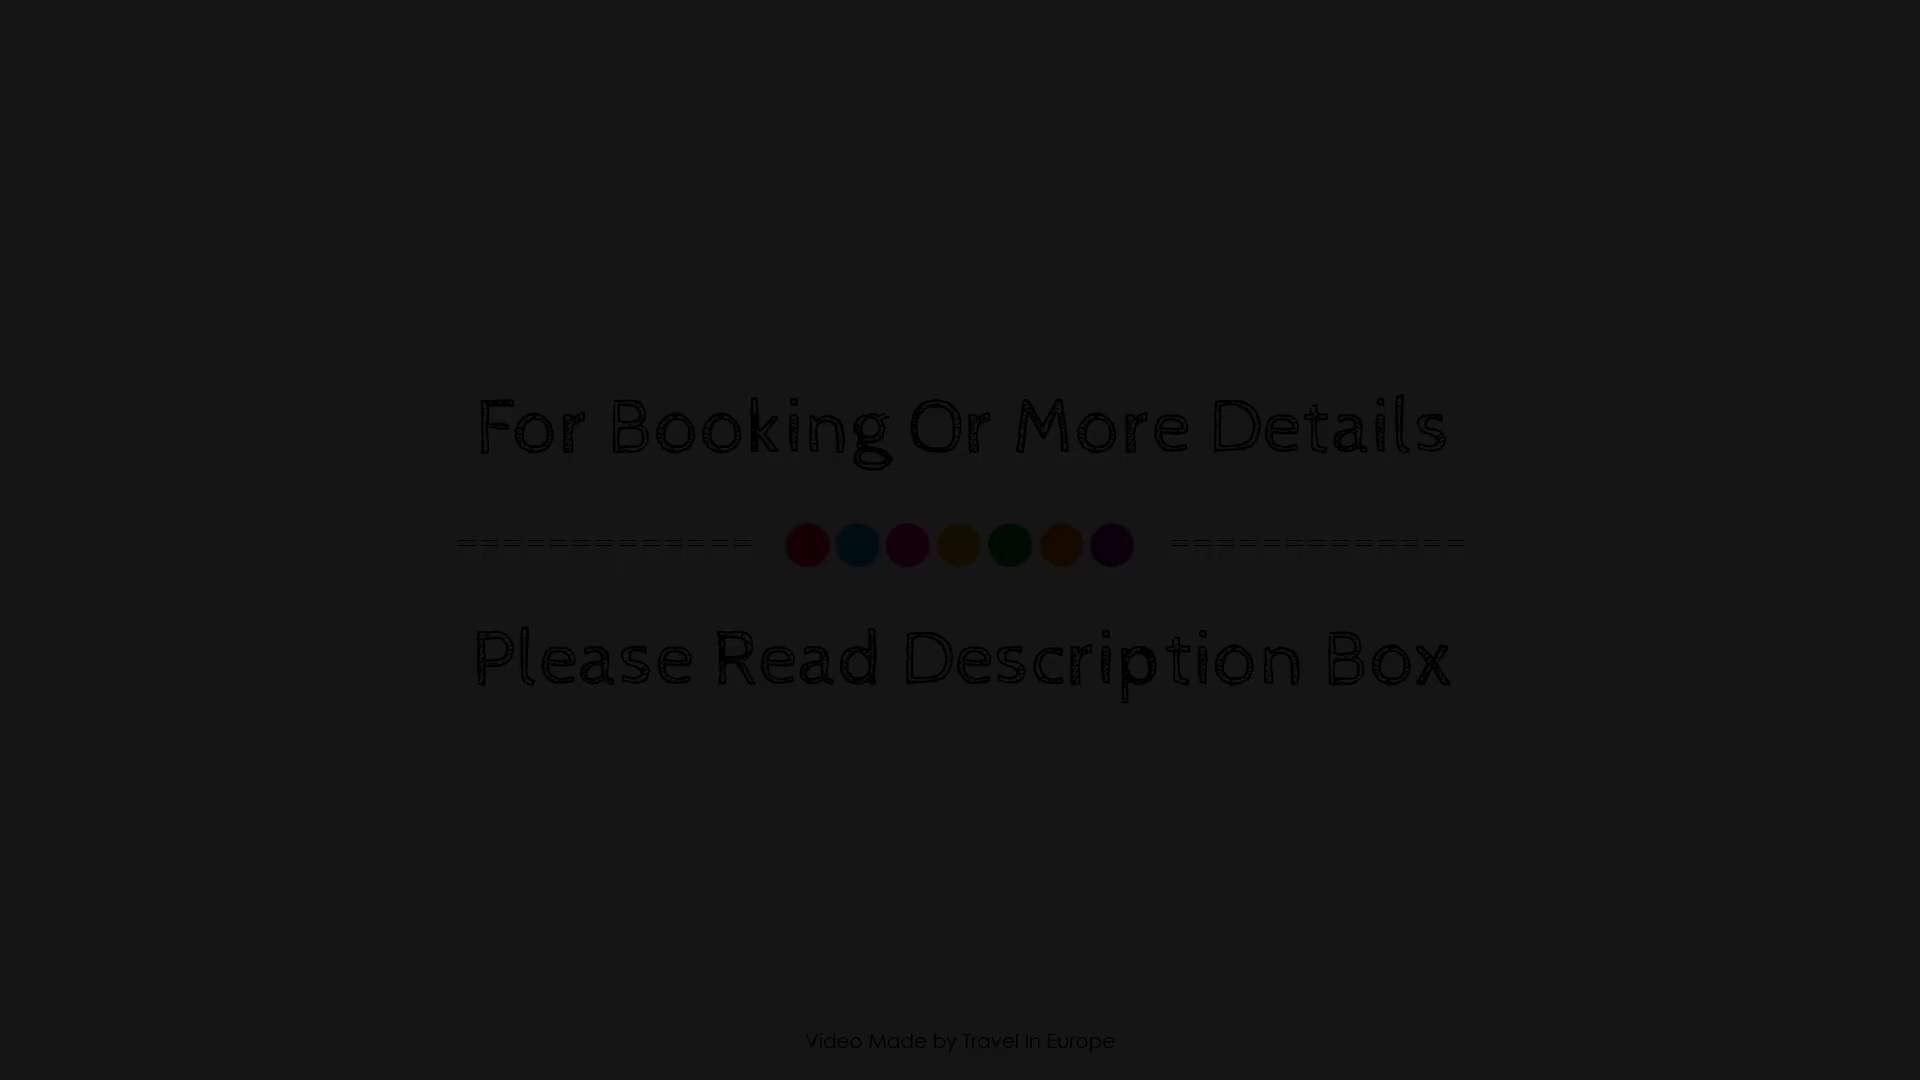 For Booking Or More Details
============= =============
Please Read Description Box
Video Made by Travel In Europe